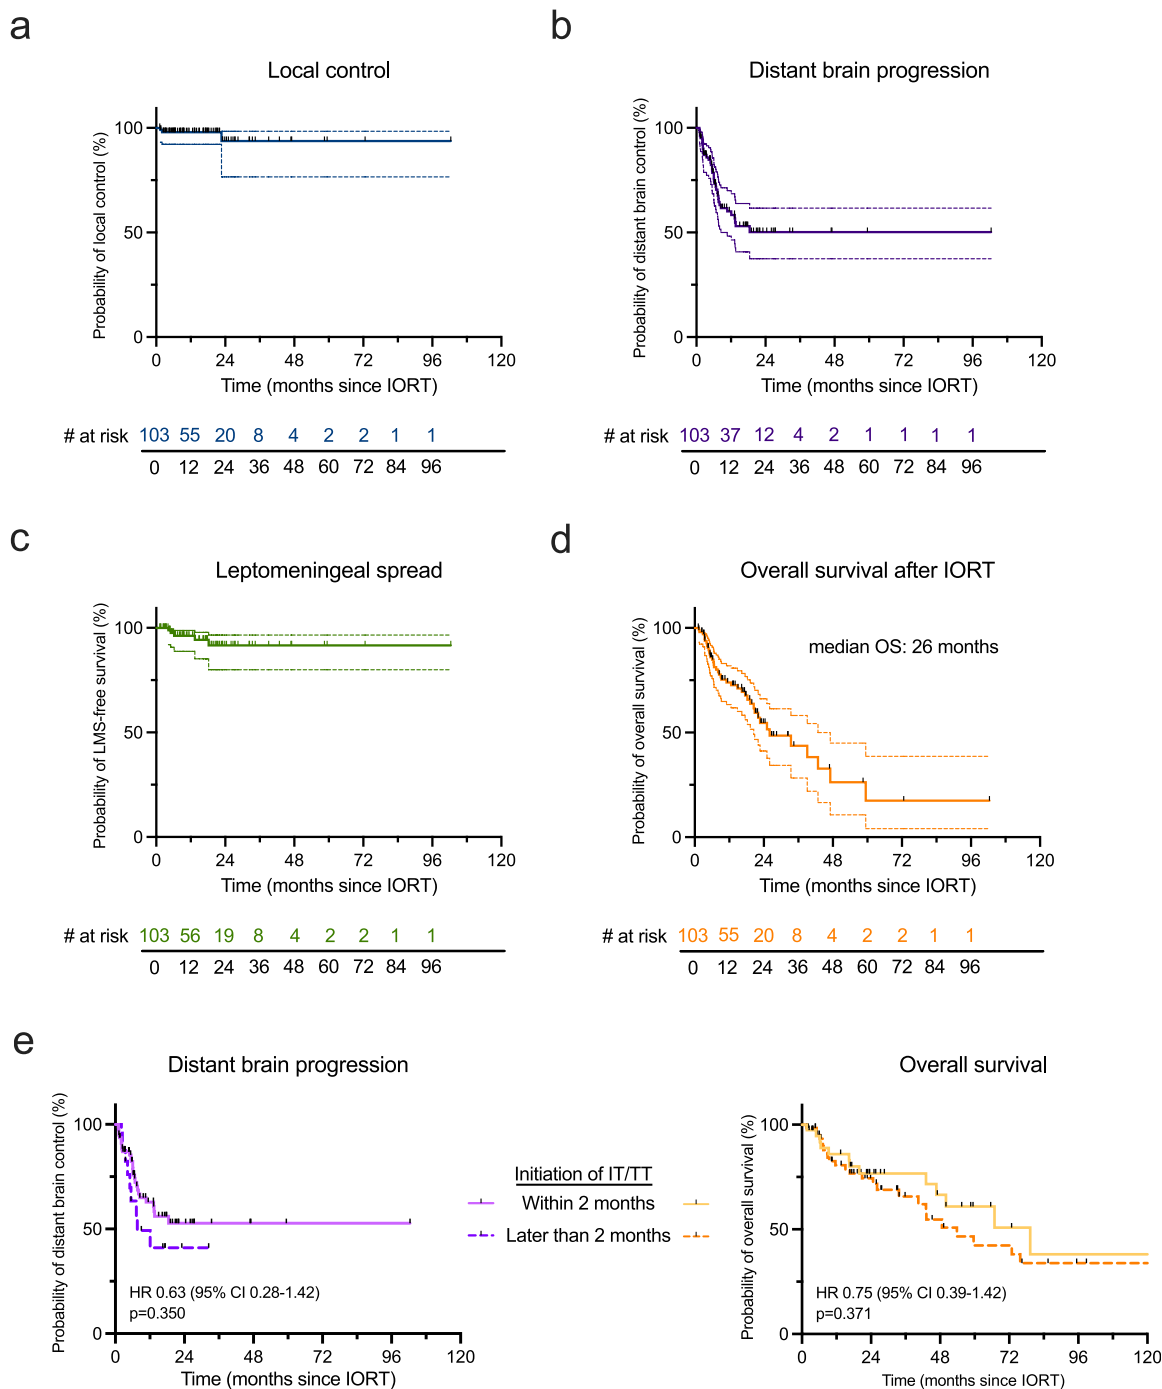 a
Local control
Probability of local control (%)
100
50
0
0 24 48 72 96 120
Time (months since IORT)
# at risk 103 55 20 8 4 2 2 1 1
0 12 24 36 48 60 72 84 96
b
Distant brain progression
Probability of distant brain control (%)
100
50
0
0 24 48 72 96 120
Time (months since IORT)
# at risk 103 37 12 4 2 1 1 1 1
0 12 24 36 48 60 72 84 96
c
Leptomeningeal spread
Probability of LMS-free survival (%)
100
50
0
0 24 48 72 96 120
Time (months since IORT)
# at risk 103 56 19 8 4 2 2 1 1
0 12 24 36 48 60 72 84 96
d
Overall survival after IORT
Probability of overall survival (%)
median OS: 26 months
100
50
0
0 24 48 72 96 120
Time (months since IORT)
# at risk 103 55 20 8 4 2 2 1 1
0 12 24 36 48 60 72 84 96
e
Distant brain progression
Probability of distant brain control (%)
100
50
0
HR 0.63 (95% CI 0.28-1.42)
p=0.350
0 24 48 72 96 120
Time (months since IORT)
Initiation of IT/TT
Within 2 months
Later than 2 months
Overall survival
Probability of overall survival (%)
100
50
0
HR 0.75 (95% CI 0.39-1.42)
p=0.371
0 24 48 72 96 120
Time (months since IORT)